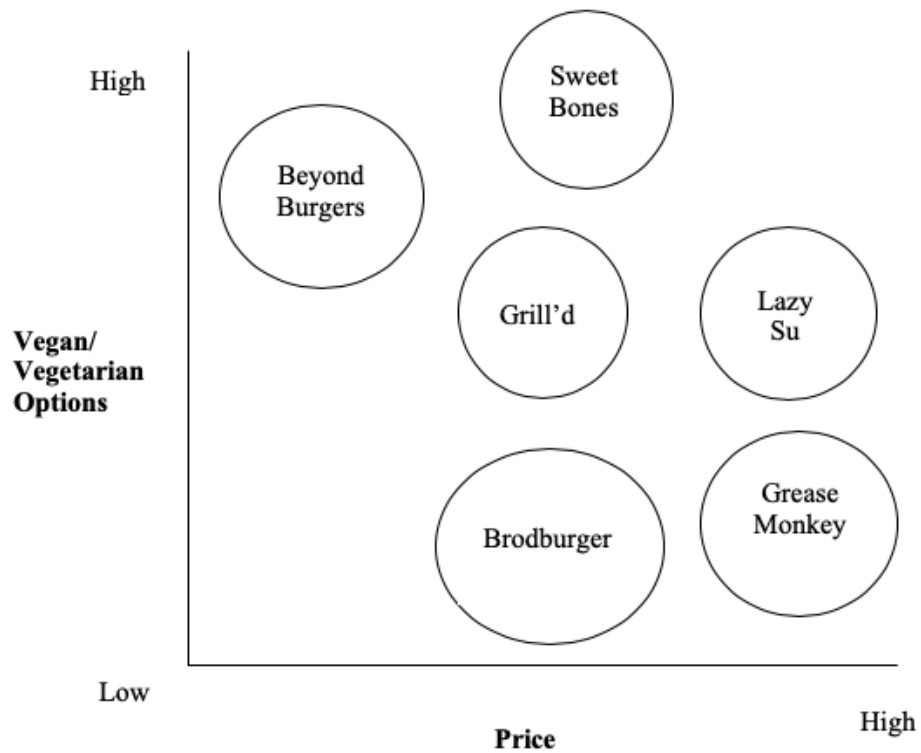 Sweet
Bones
High
Beyond
Burgers
Grill’d
Lazy
Su
Vegan/
Vegetarian
Options
Grease
Monkey
Brodburger
Low
High
Price